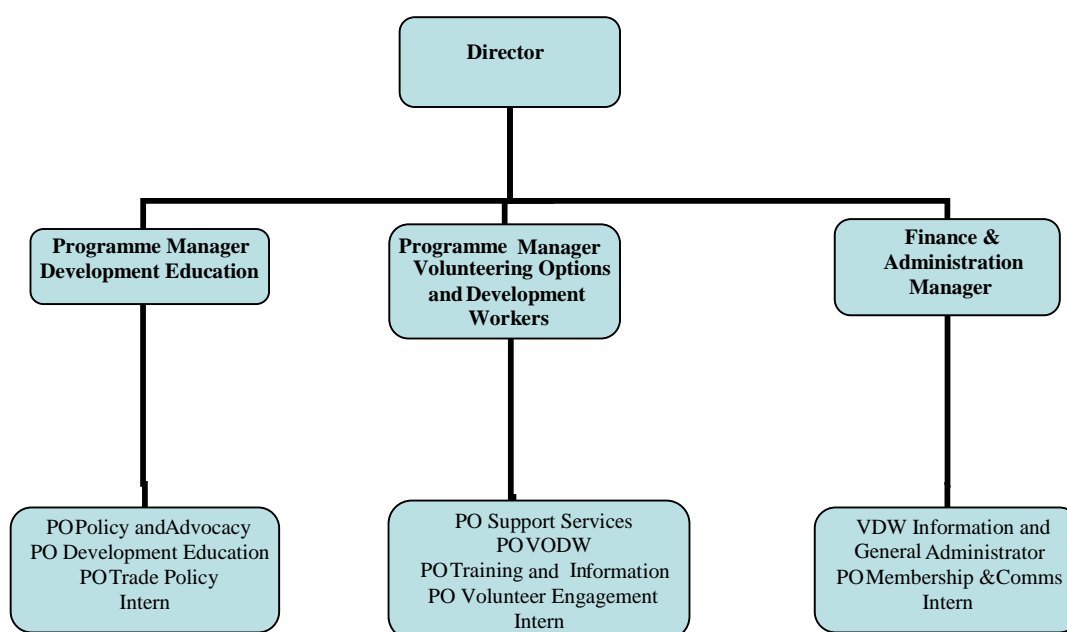 Director
Programme Manager
Development Education
Programme Manager
Volunteering Options
and Development
Workers
Finance &
Administration
Manager
PO Policy and Advocacy
PO Development Education
PO Trade Policy
Intern
PO Support Services
PO VODW
PO Training and Information
PO Volunteer Engagement
Intern
VDW Information and
General Administrator
PO Membership & Comms
Intern